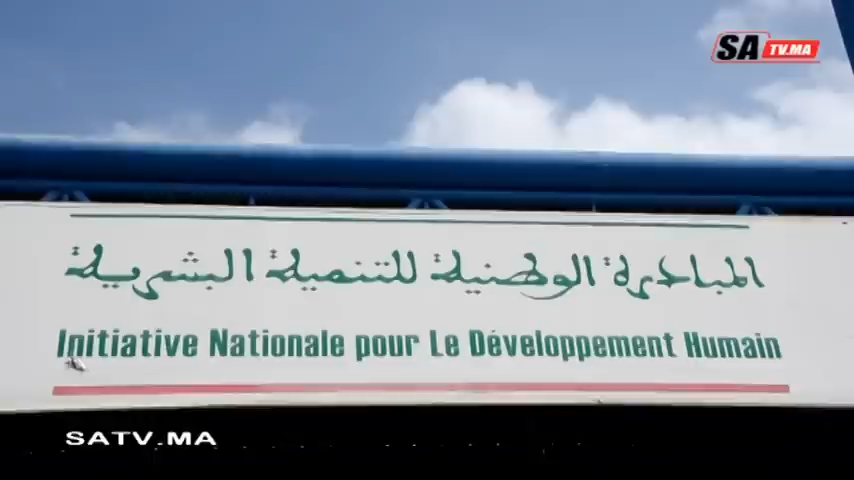 SA TV.MA
المبادرة الوطنية للتنمية البشرية
Initiative Nationale pour Le Développement Humain
SATV.MA